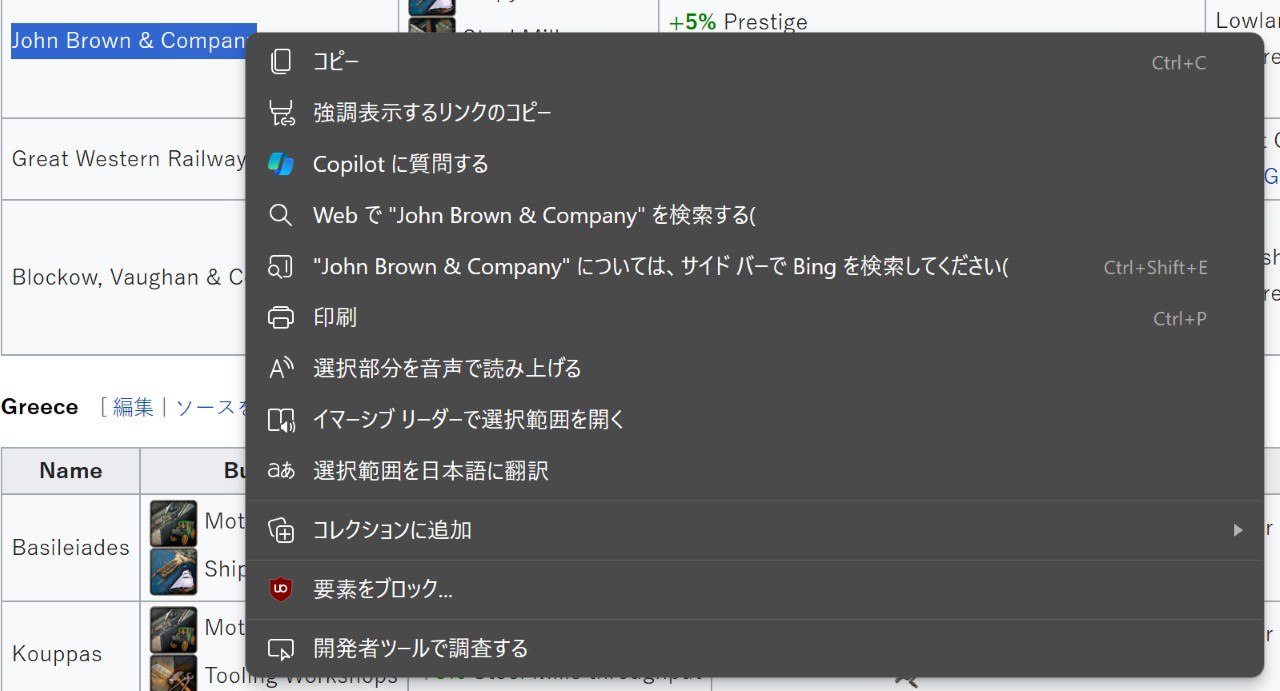 +5% Prestige
John Brown & Company
コピー Ctrl+C
強調表示するリンクのコピー
Great Western Railway
Copilot に質問する
Web で "John Brown & Company" を検索する(
Blockow, Vaughan & C
"John Brown & Company" については、サイド バーで Bing を検索してください( Ctrl+Shift+E
印刷 Ctrl+P
選択部分を音声で読み上げる
Greece [ 編集 | ソースを
イマーシブ リーダーで選択範囲を開く
Name Bu
選択範囲を日本語に翻訳
Mot
コレクションに追加
Basileiades
Ship
要素をブロック...
Mot
Kouppas
開発者ツールで調査する
Tooling Workshops